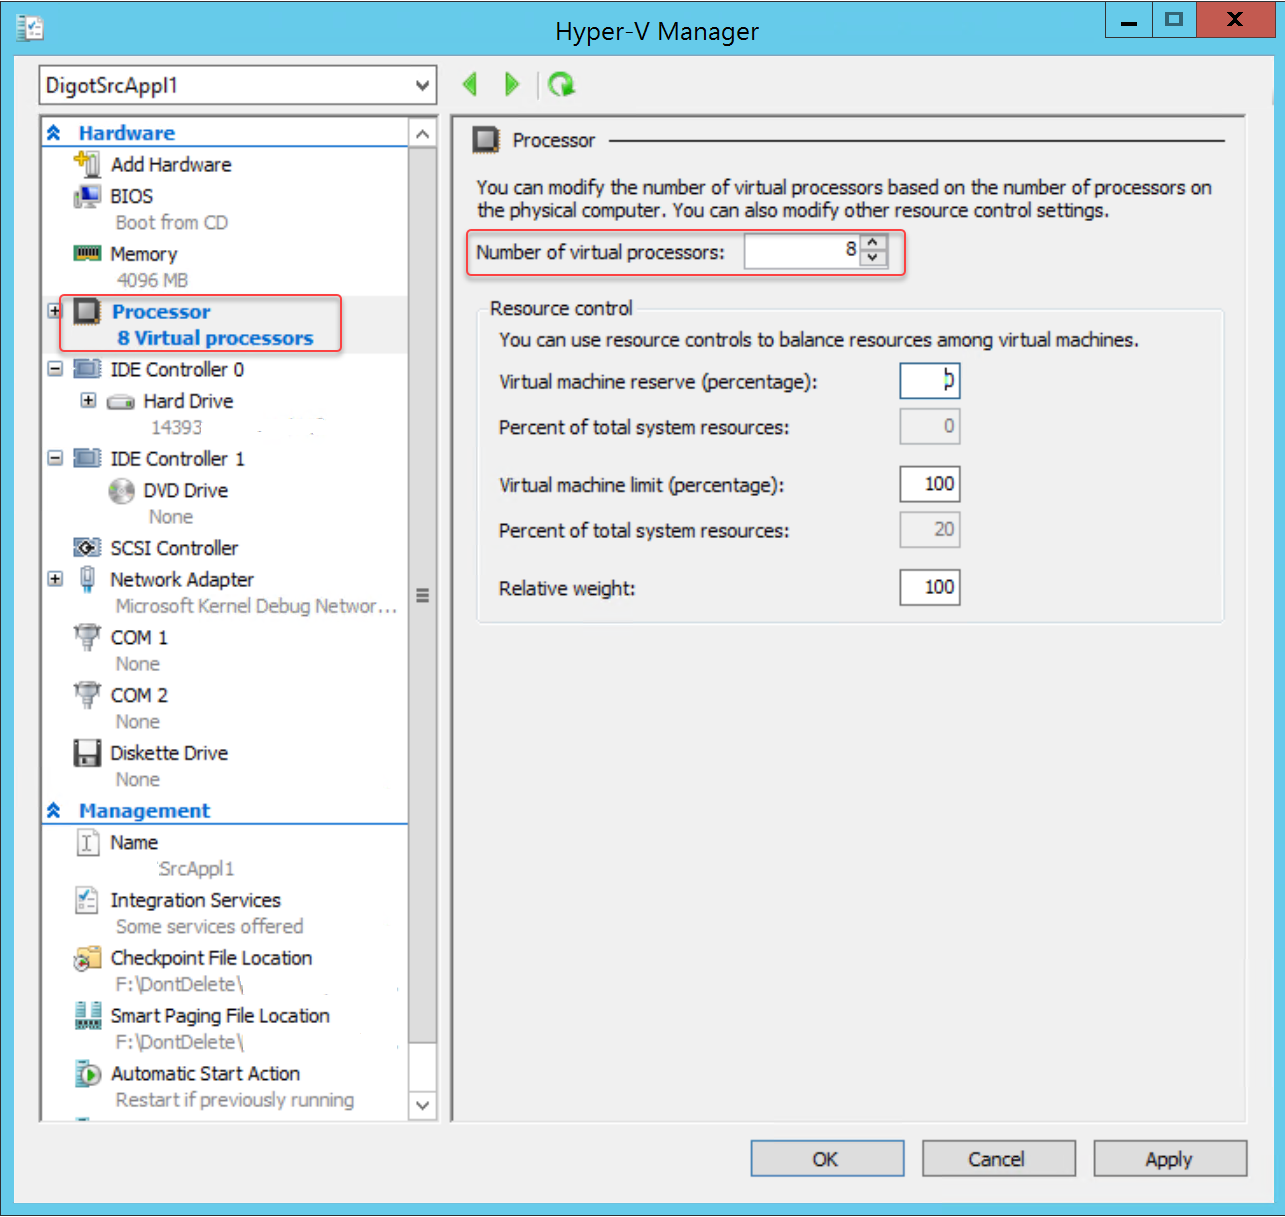 Hyper-V Manager
DigotSrcAppl1
Hardware
Add Hardware
BIOS
Boot from CD
Memory
4096 MB
Processor
8 Virtual processors
IDE Controller 0
Hard Drive
14393
IDE Controller 1
DVD Drive
None
SCSI Controller
Network Adapter
Microsoft Kernel Debug Networ...
COM 1
None
COM 2
None
Diskette Drive
None
Management
Name
SrcAppl1
Integration Services
Some services offered
Checkpoint File Location
F:\DontDelete\
Smart Paging File Location
F:\DontDelete\
Automatic Start Action
Restart if previously running
Processor
You can modify the number of virtual processors based on the number of processors on
the physical computer. You can also modify other resource control settings.
Number of virtual processors: 8
Resource control
You can use resource controls to balance resources among virtual machines.
Virtual machine reserve (percentage): 0
Percent of total system resources: 0
Virtual machine limit (percentage): 100
Percent of total system resources: 20
Relative weight: 100
OK Cancel Apply